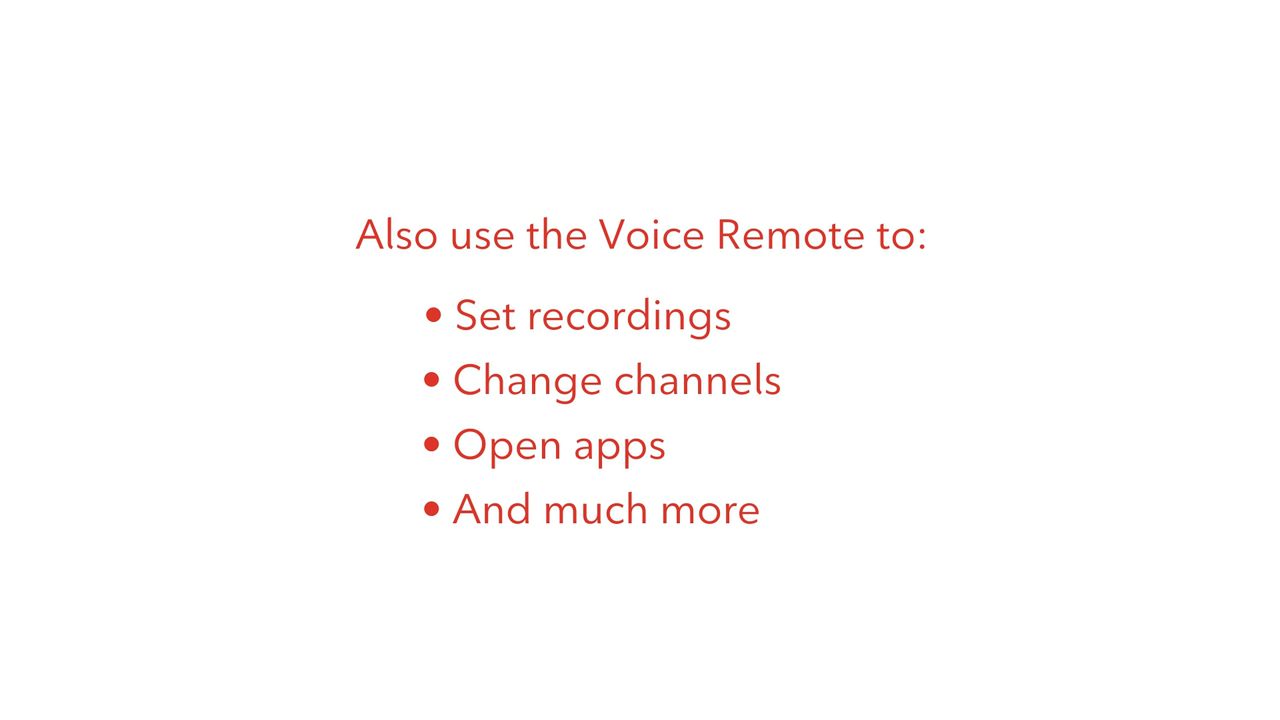 Also use the Voice Remote to:
• Set recordings
• Change channels
• Open apps
• And much more